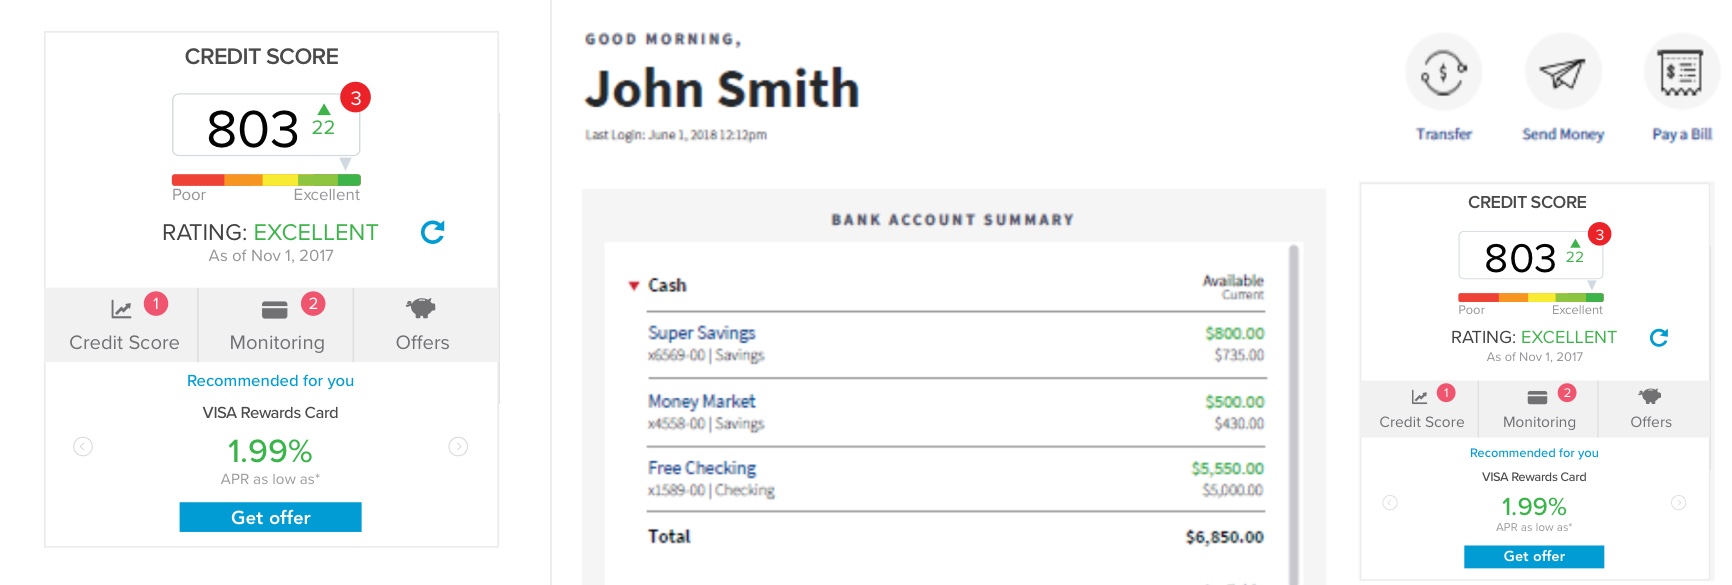 CREDIT SCORE
3
803 22
Poor Excellent
RATING: EXCELLENT
As of Nov 1, 2017
1 2
Credit Score Monitoring Offers
Recommended for you
VISA Rewards Card
1.99%
APR as low as*
Get offer
GOOD MORNING,
John Smith
Last Login: June 1, 2018 12:12pm
Transfer Send Money Pay a Bill
BANK ACCOUNT SUMMARY
Cash Available
Current
Super Savings $800.00
x6569-00 | Savings $735.00
Money Market $500.00
x4558-00 | Savings $430.00
Free Checking $5,550.00
x1589-00 | Checking $5,000.00
Total $6,850.00
CREDIT SCORE
3
803 22
Poor Excellent
RATING: EXCELLENT
As of Nov 1, 2017
1 2
Credit Score Monitoring Offers
Recommended for you
VISA Rewards Card
1.99%
APR as low as*
Get offer